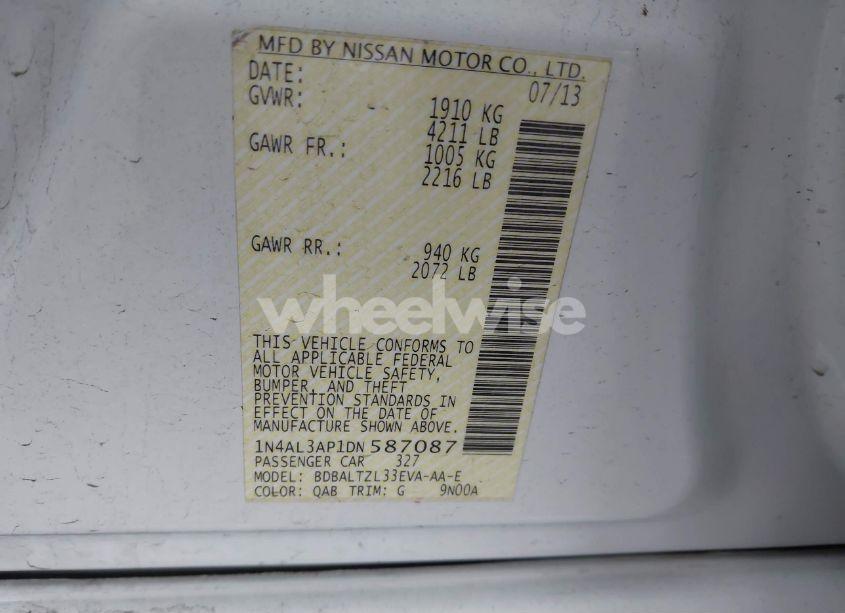 MFD BY NISSAN MOTOR CO., LTD.
DATE: 07/13
GVWR: 1910 KG
4211 LB
GAWR FR.: 1005 KG
2216 LB
GAWR RR.: 940 KG
2072 LB
wheelwise
THIS VEHICLE CONFORMS TO
ALL APPLICABLE FEDERAL
MOTOR VEHICLE SAFETY,
BUMPER, AND THEFT
PREVENTION STANDARDS IN
EFFECT ON THE DATE OF
MANUFACTURE SHOWN ABOVE.
1N4AL3AP1DN 587087
PASSENGER CAR 327
MODEL: BDBALTZL33EVA-AA-E
COLOR: QAB TRIM: G 9N00A